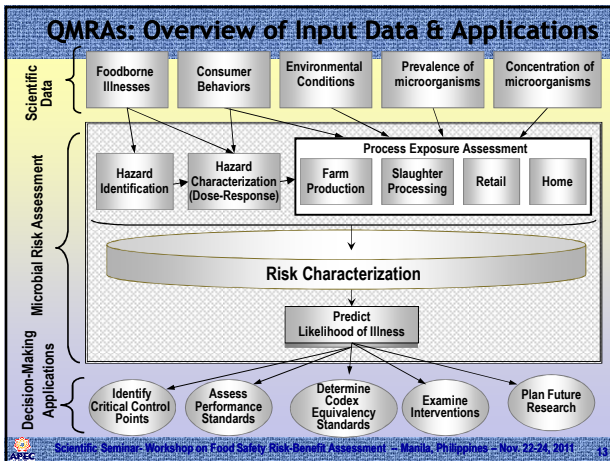 QMRAs: Overview of Input Data & Applications
Scientific
Data
Foodborne
Illnesses
Consumer
Behaviors
Environmental
Conditions
Prevalence of
microorganisms
Concentration of
microorganisms
Microbial Risk Assessment
Hazard
Identification
Hazard
Characterization
(Dose-Response)
Process Exposure Assessment
Farm
Production
Slaughter
Processing
Retail
Home
Risk Characterization
Predict
Likelihood of Illness
Decision-Making
Applications
Identify
Critical Control
Points
Assess
Performance
Standards
Determine
Codex
Equivalency
Standards
Examine
Interventions
Plan Future
Research
APEC
Scientific Seminar- Workshop on Food Safety Risk-Benefit Assessment – Manila, Philippines – Nov. 22-24, 2011
13